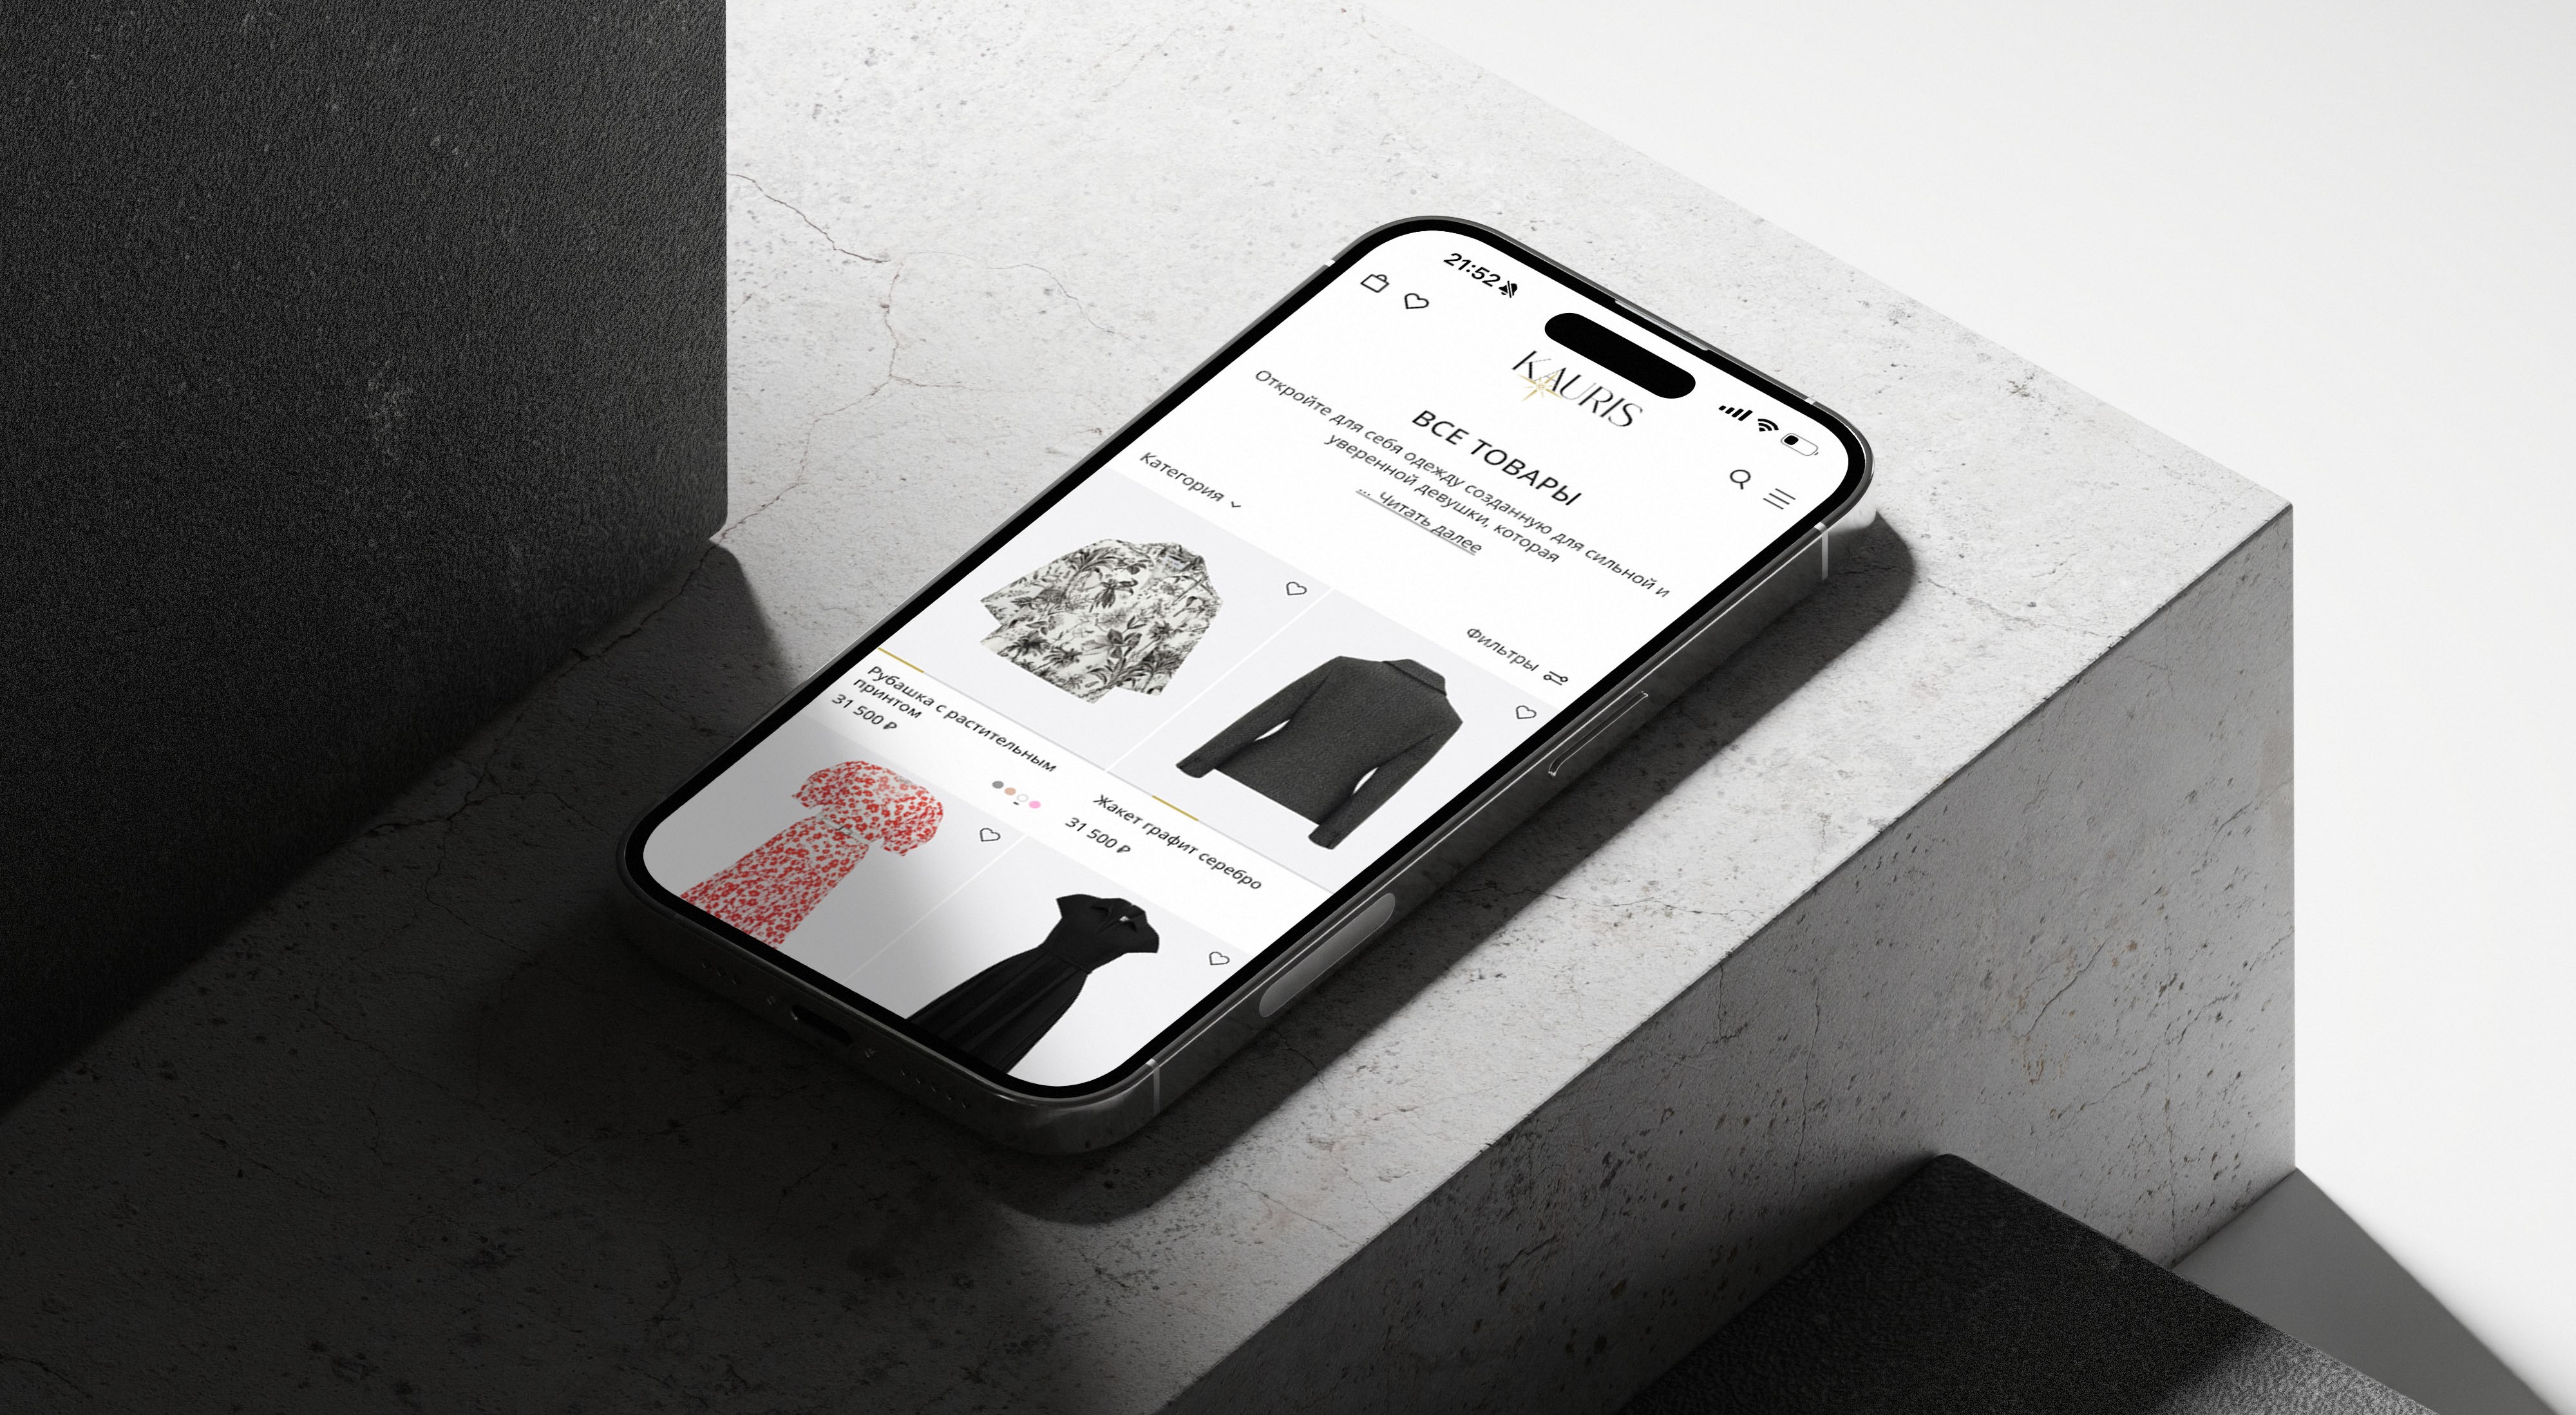 21:52
KAURIS
ВСЕ ТОВАРЫ
Откройте для себя одежду созданную для сильной и
уверенной девушки, которая
... Читать далее
Категория
Фильтры
Рубашка с растительным
принтом
31 500 ₽
Жакет графит серебро
31 500 ₽